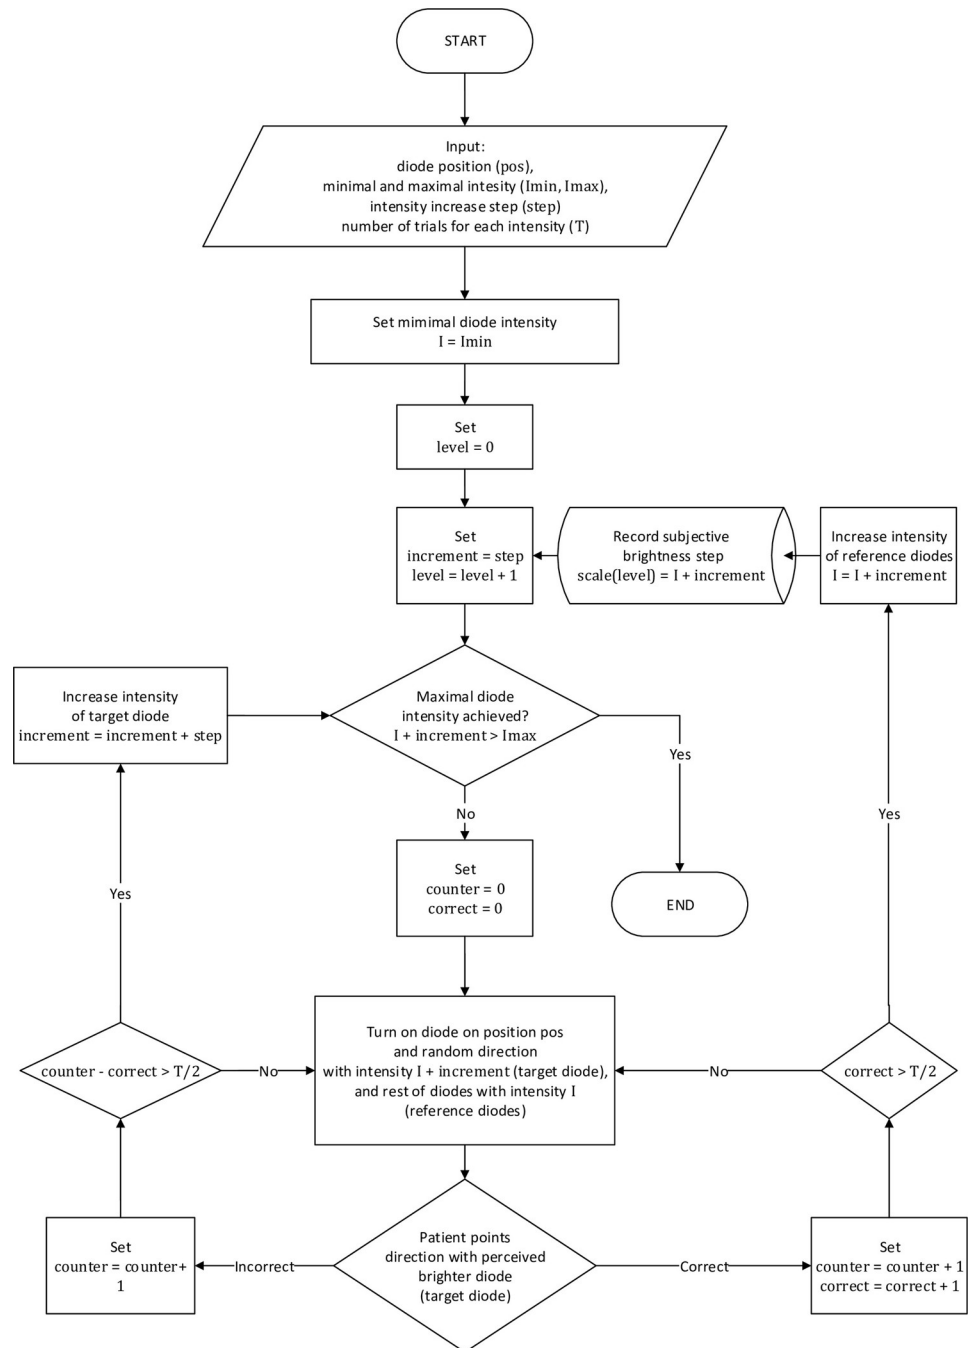 START
Input:
diode position (pos),
minimal and maximal intesity (Imin, Imax),
intensity increase step (step)
number of trials for each intensity (T)
Set mimimal diode intensity
I = Imin
Set
level = 0
Set
increment = step
level = level + 1
Record subjective
brightness step
scale(level) = I + increment
Increase intensity
of reference diodes
I = I + increment
Increase intensity
of target diode
increment = increment + step
Maximal diode
intensity achieved?
I + increment > Imax
Yes
No
Yes
Yes
Set
counter = 0
correct = 0
END
counter - correct > T/2
No
Turn on diode on position pos
and random direction
with intensity I + increment (target diode),
and rest of diodes with intensity I
(reference diodes)
No
correct > T/2
Set
counter = counter+
1
Incorrect
Patient points
direction with perceived
brighter diode
(target diode)
Correct
Set
counter = counter + 1
correct = correct + 1